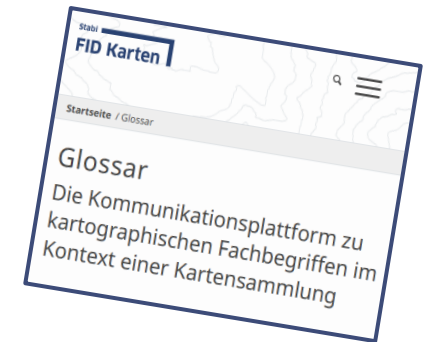 Stabi
FID Karten
Startseite / Glossar
Glossar
Die Kommunikationsplattform zu
kartographischen Fachbegriffen im
Kontext einer Kartensammlung